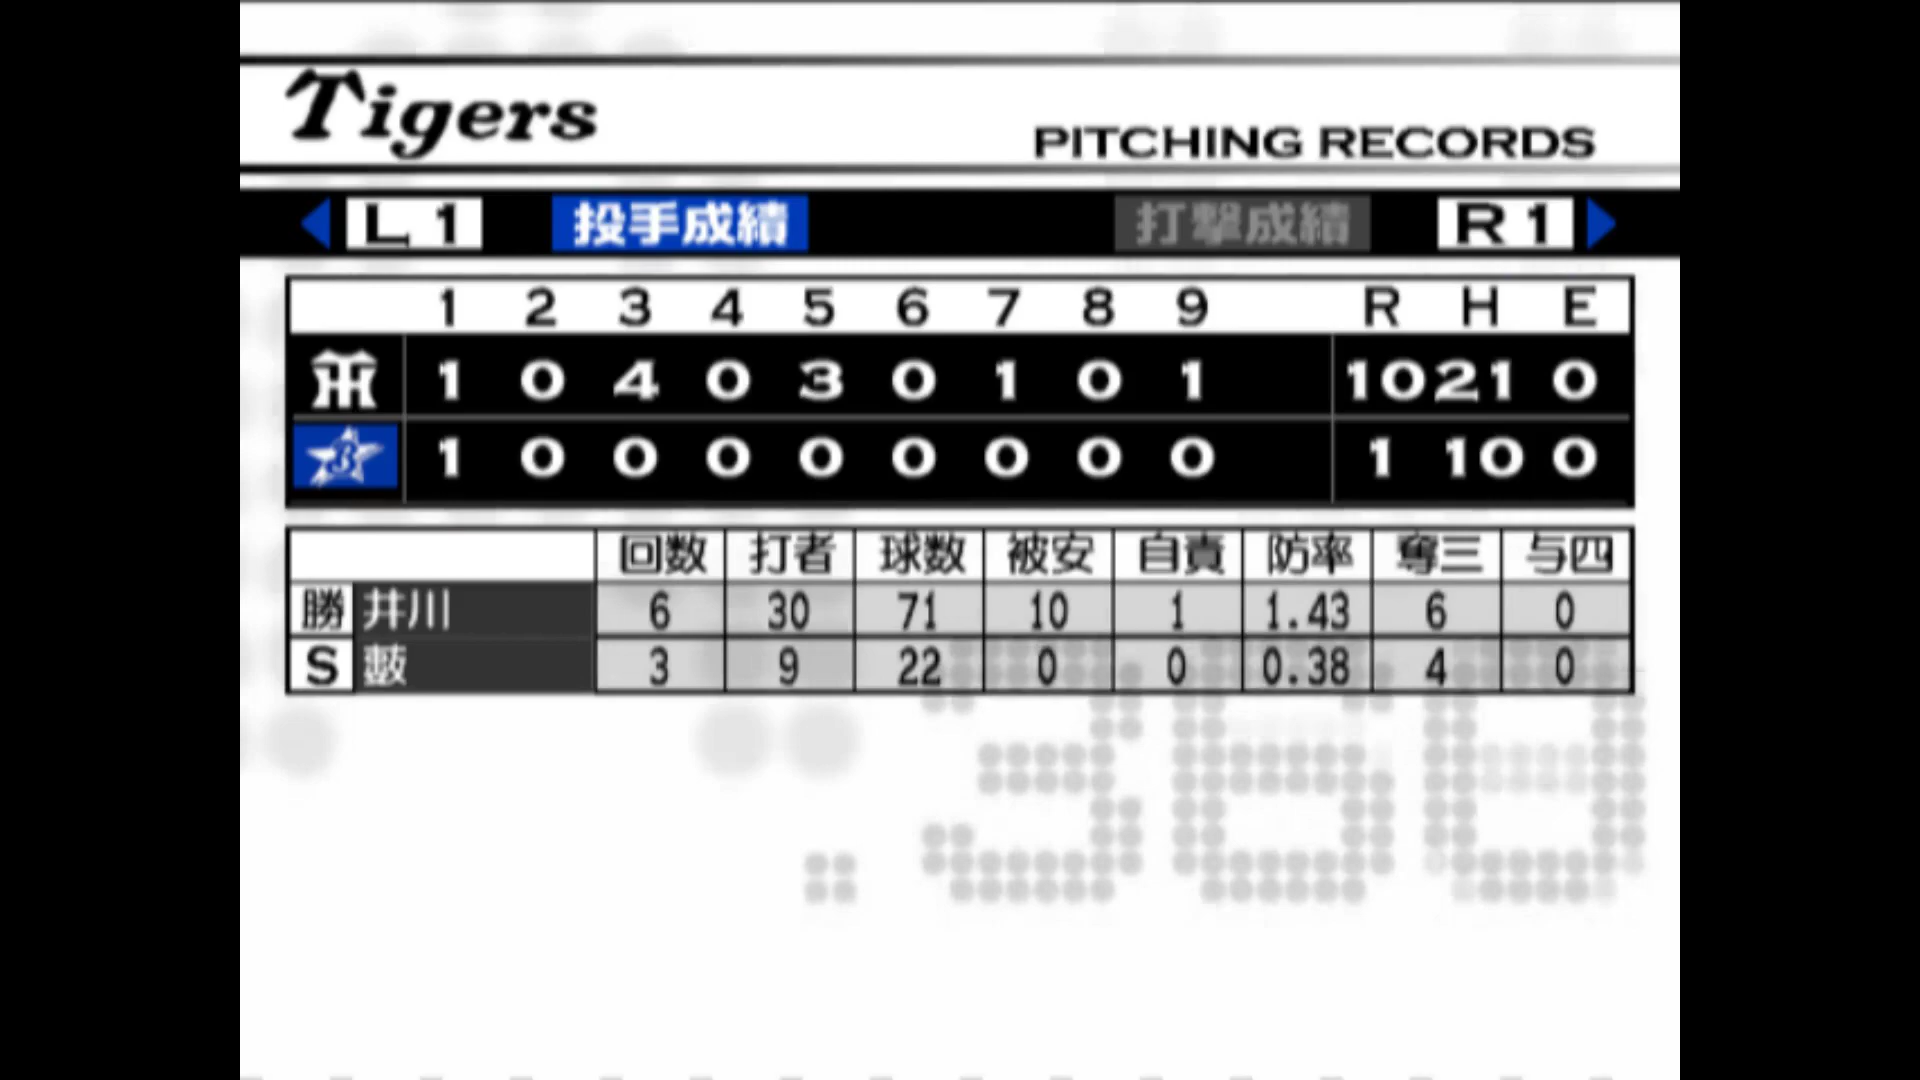 Tigers
PITCHING RECORDS
L1 投手成績 打撃成績 R1
1 2 3 4 5 6 7 8 9 R H E
1 0 4 0 3 0 1 0 1 10 21 0
1 0 0 0 0 0 0 0 0 1 10 0
回数 打者 球数 被安 自責 防率 奪三 与四
勝 井川 6 30 71 10 1 1.43 6 0
S 藪 3 9 22 0 0 0.38 4 0